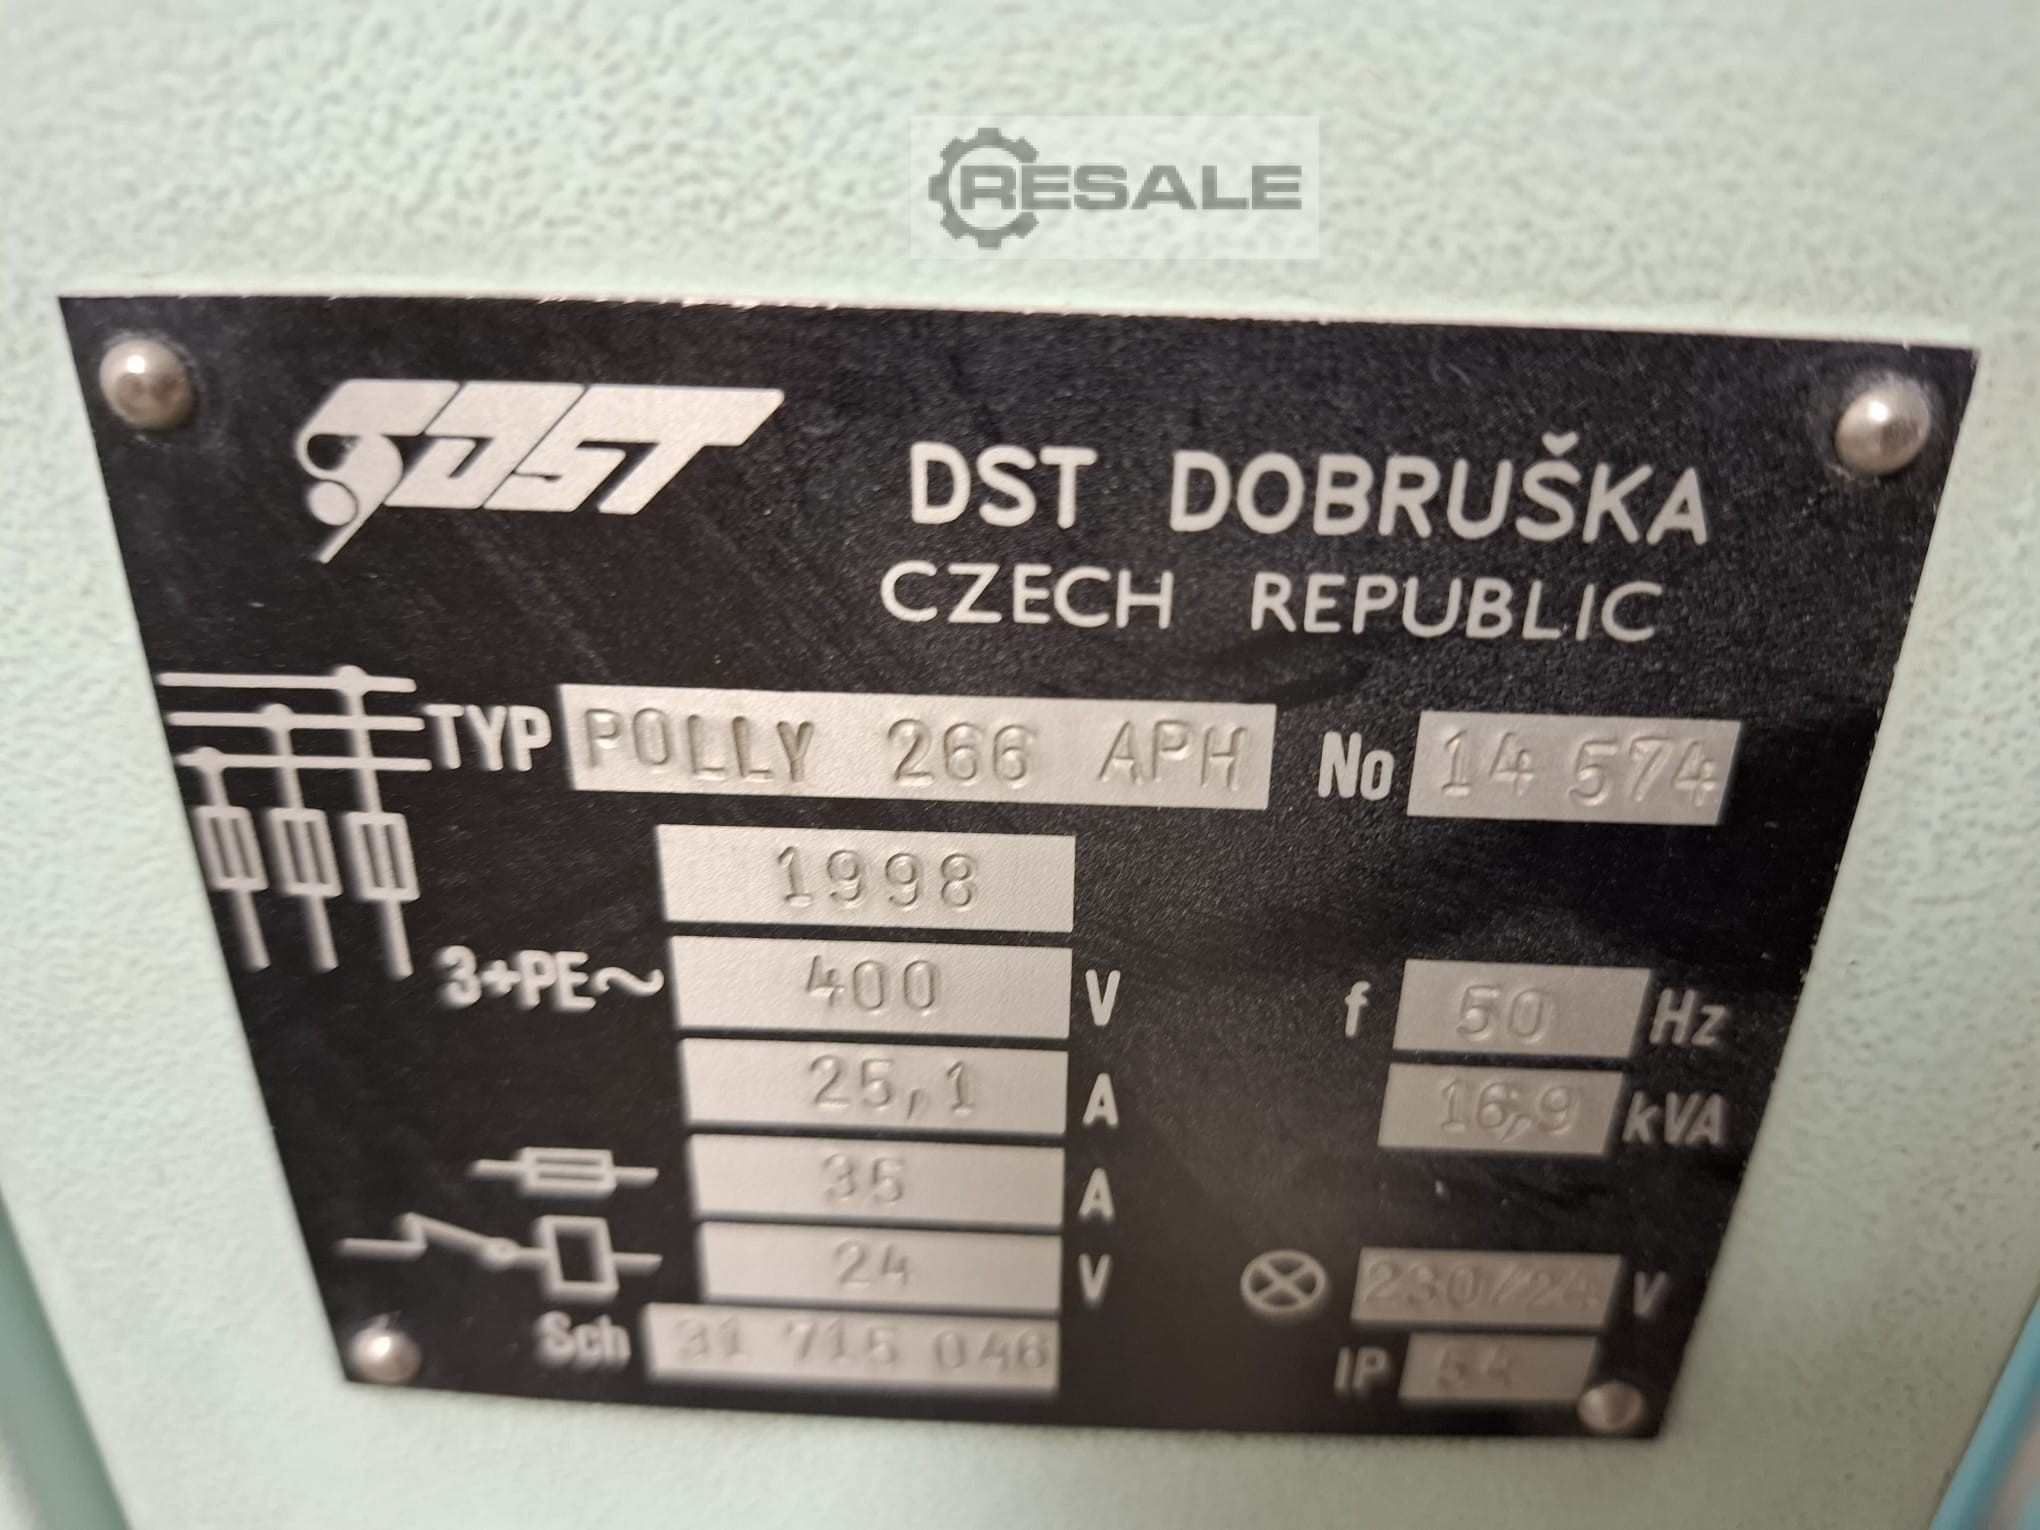 RESALE
DST
DST DOBRUŠKA
CZECH REPUBLIC
TYP POLLY 266 APH No 14 574
1998
3+PE~ 400 V f 50 Hz
25,1 A 16,9 kVA
35 A
24 V 230/24 V
Sch 31 715 046 IP 54